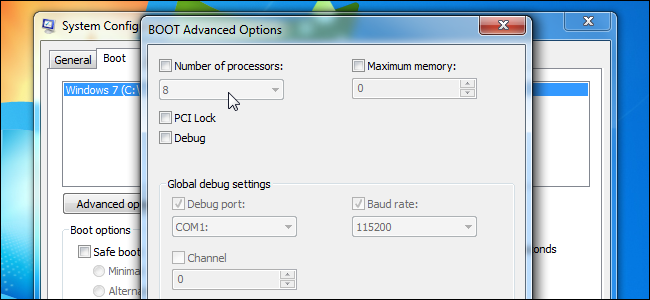 System Config
BOOT Advanced Options
General
Boot
Number of processors:
Maximum memory:
Windows 7 (C:\
8
0
PCI Lock
Debug
Advanced op
Global debug settings
Debug port:
Baud rate:
Boot options
COM1:
115200
Safe boot
onds
Channel
Minima
0
Alterna